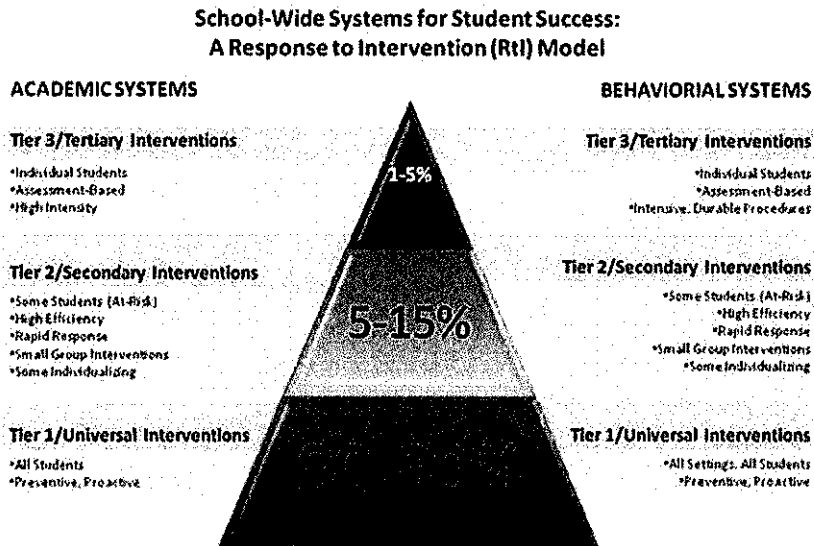 School-Wide Systems for Student Success:
A Response to Intervention (RtI) Model
ACADEMIC SYSTEMS
Tier 3/Tertiary Interventions
•Individual Students
•Assessment-Based
•High Intensity
Tier 2/Secondary Interventions
•Some Students (At-Risk)
•High Efficiency
•Rapid Response
•Small Group Interventions
•Some Individualizing
Tier 1/Universal Interventions
•All Students
•Preventive, Proactive
1-5%
5-15%
BEHAVIORIAL SYSTEMS
Tier 3/Tertiary Interventions
•Individual Students
•Assessment-Based
•Intensive, Durable Procedures
Tier 2/Secondary Interventions
•Some Students (At-Risk)
•High Efficiency
•Rapid Response
•Small Group Interventions
•Some Individualizing
Tier 1/Universal Interventions
•All Settings, All Students
•Preventive, Proactive